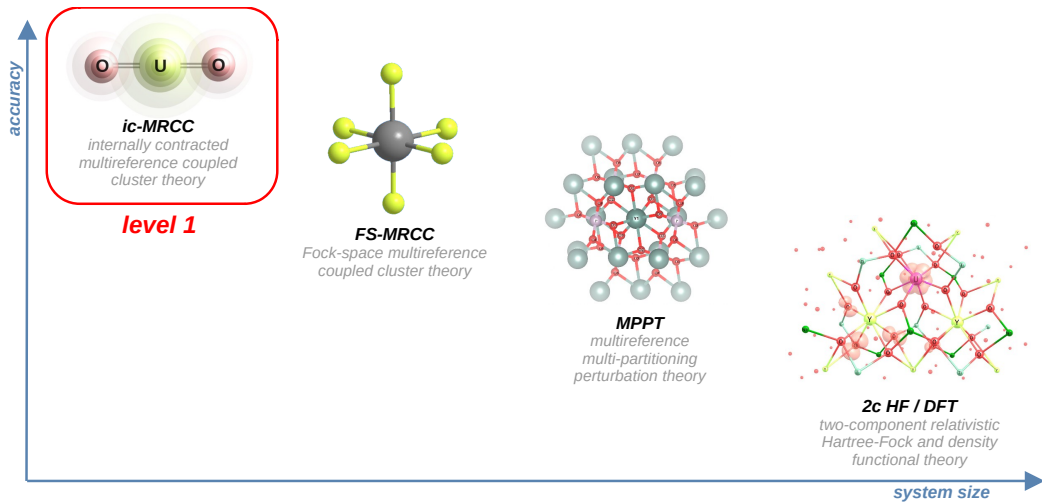 accuracy
O U O
ic-MRCC
internally contracted
multireference coupled
cluster theory
level 1
FS-MRCC
Fock-space multireference
coupled cluster theory
MPPT
multireference
multi-partitioning
perturbation theory
Y Y
2c HF / DFT
two-component relativistic
Hartree-Fock and density
functional theory
system size